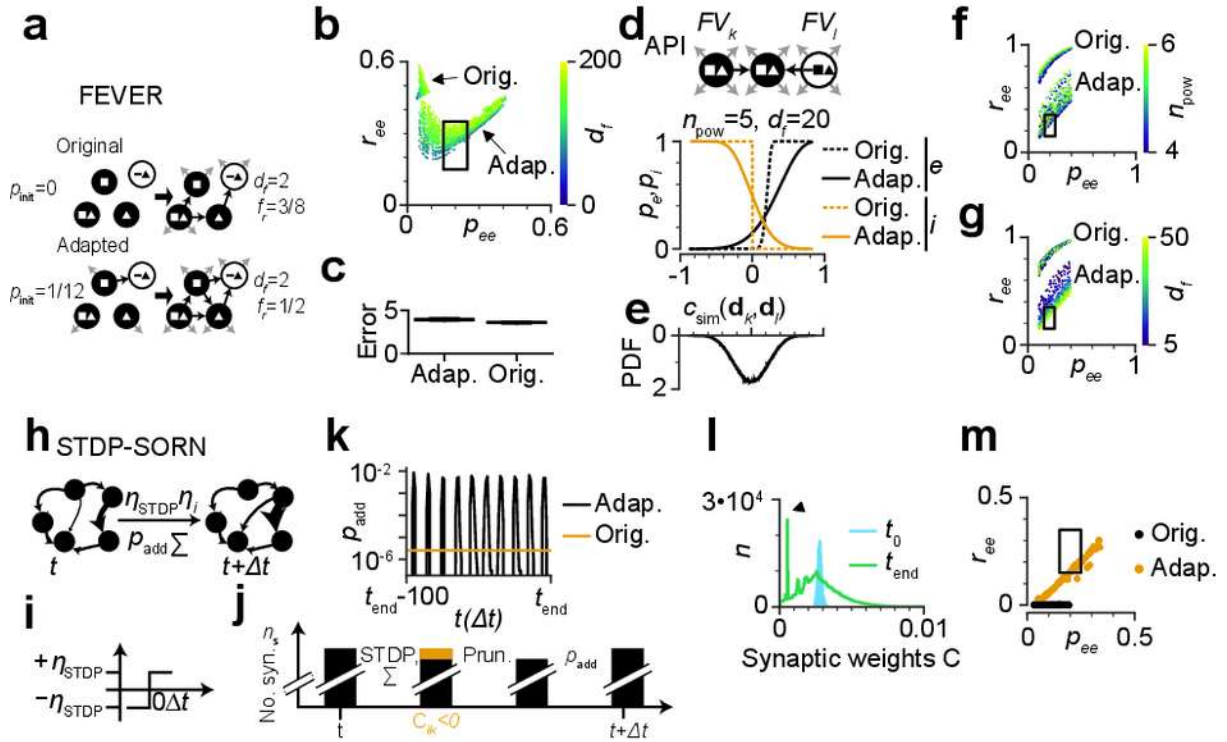 a
FEVER
Original
p_init=0
d_r=2
f_r=3/8
Adapted
p_init=1/12
d_r=2
f_r=1/2
b
0.6
r_ee
0
0
p_ee
0.6
Orig.
Adap.
200
d_f
0
c
5
Error
0
Adap. Orig.
d
API
FV_k
FV_l
n_pow=5, d_f=20
1
p_e, p_i
0
-1 0 1
Orig.
Adap.
e
Orig.
Adap.
i
e
c_sim(d_k, d_l)
0
PDF
2
f
1
r_ee
0
0
p_ee
1
Orig.
Adap.
6
n_pow
4
g
1
r_ee
0
0
p_ee
1
Orig.
Adap.
50
d_f
5
h
STDP-SORN
η_STDP η_i
p_add Σ
t
t+Δt
i
+η_STDP
−η_STDP
0Δt
j
No. syn.
n_s
STDP,
Σ
Prun.
p_add
t
C_ik<0
t+Δt
k
10^-2
p_add
10^-6
t_end-100
t_end
t(Δt)
Adap.
Orig.
l
3•10^4
n
0
0
0.01
t_0
t_end
Synaptic weights C
m
0.5
r_ee
0
0
p_ee
0.5
Orig.
Adap.